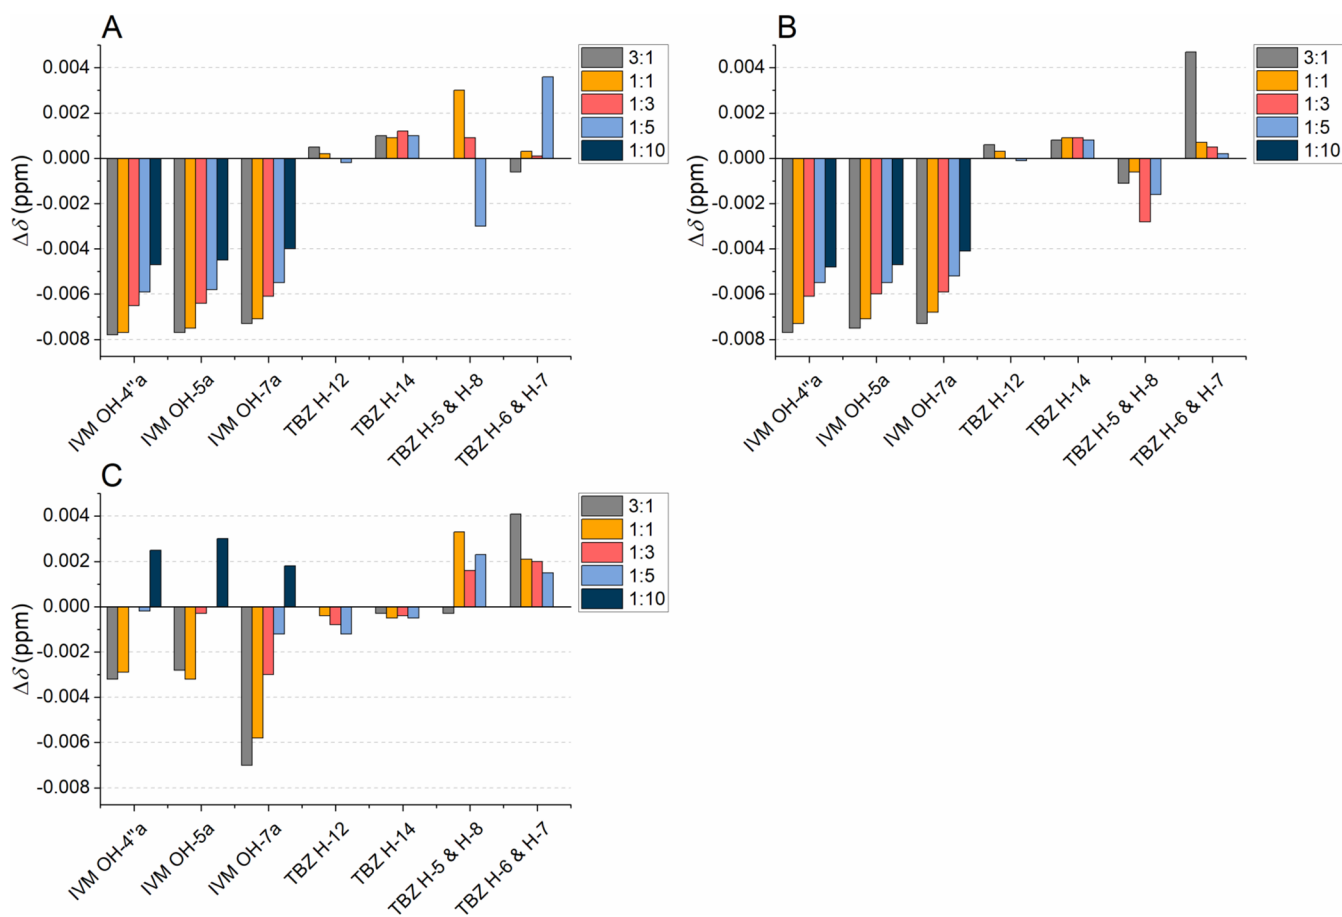 A
Δδ (ppm)
0.004
0.002
0.000
-0.002
-0.004
-0.006
-0.008
IVM OH-4"a
IVM OH-5a
IVM OH-7a
TBZ H-12
TBZ H-14
TBZ H-5 & H-8
TBZ H-6 & H-7
3:1
1:1
1:3
1:5
1:10
B
Δδ (ppm)
0.004
0.002
0.000
-0.002
-0.004
-0.006
-0.008
IVM OH-4"a
IVM OH-5a
IVM OH-7a
TBZ H-12
TBZ H-14
TBZ H-5 & H-8
TBZ H-6 & H-7
3:1
1:1
1:3
1:5
1:10
C
Δδ (ppm)
0.004
0.002
0.000
-0.002
-0.004
-0.006
-0.008
IVM OH-4"a
IVM OH-5a
IVM OH-7a
TBZ H-12
TBZ H-14
TBZ H-5 & H-8
TBZ H-6 & H-7
3:1
1:1
1:3
1:5
1:10